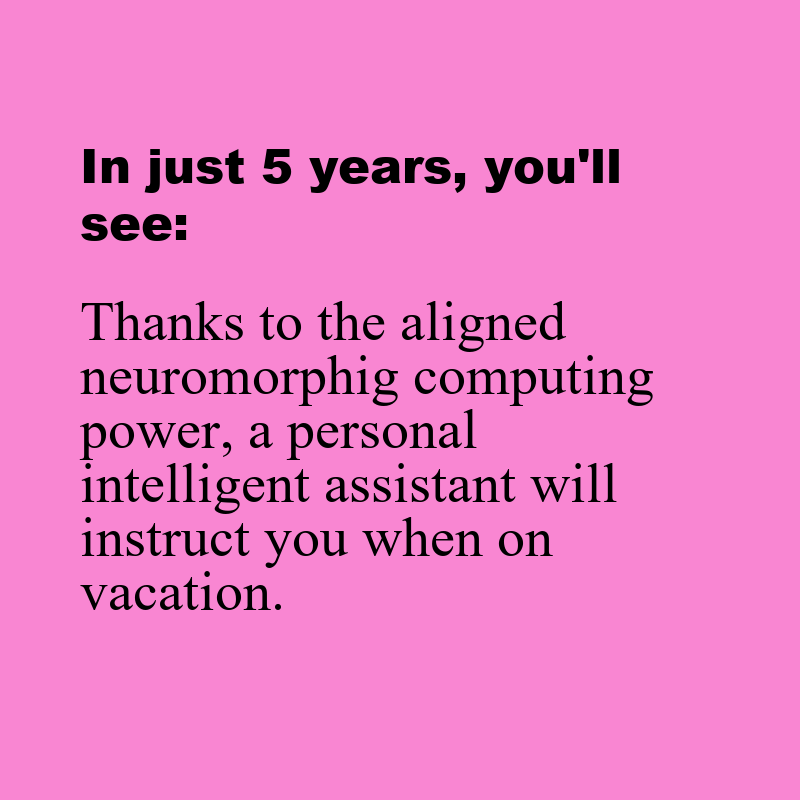 In just 5 years, you'll
see:
Thanks to the aligned
neuromorphig computing
power, a personal
intelligent assistant will
instruct you when on
vacation.